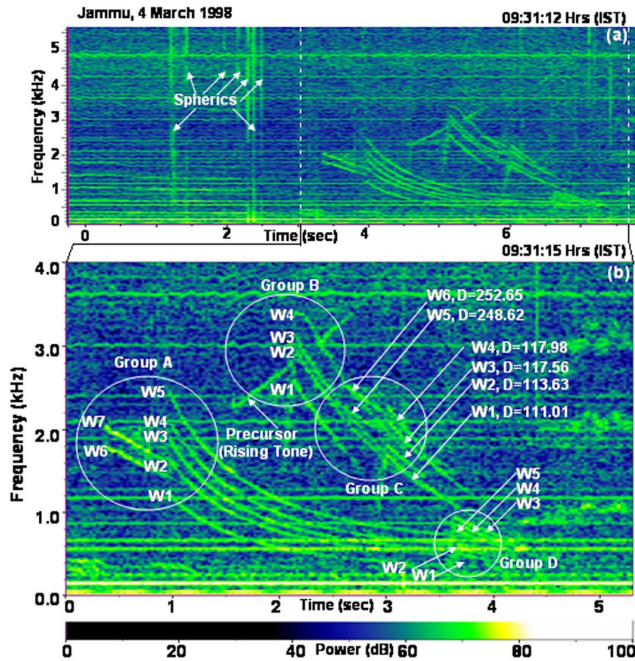 Jammu, 4 March 1998 09:31:12 Hrs (IST)
(a)
5
4
3
2
1
0
Frequency (kHz)
Spherics
0 2 4 6
Time (sec)
09:31:15 Hrs (IST)
(b)
4.0
3.0
2.0
1.0
0.0
Frequency (kHz)
Group A
W7
W6
W5
W4
W3
W2
W1
Group B
W4
W3
W2
W1
Precursor
(Rising Tone)
W6, D=252.65
W5, D=248.62
W4, D=117.98
W3, D=117.56
W2, D=113.63
W1, D=111.01
Group C
W5
W4
W3
W2
W1
Group D
0 1 2 3 4 5
Time (sec)
0 20 40 60 80 100
Power (dB)